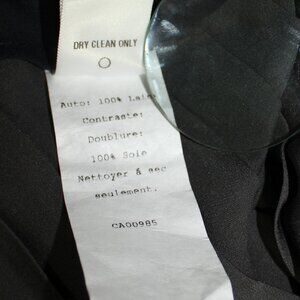 DRY CLEAN ONLY
Auto: 100%
Contraste:
Doublure:
100% Soie
Nettoyer à sec
seulement.
CA00985